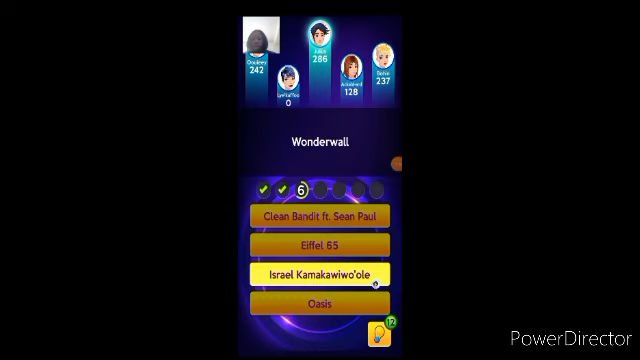 286
242
237
128
0
Wonderwall
6
Clean Bandit ft. Sean Paul
Eiffel 65
Israel Kamakawiwo'ole
Oasis
12
PowerDirector